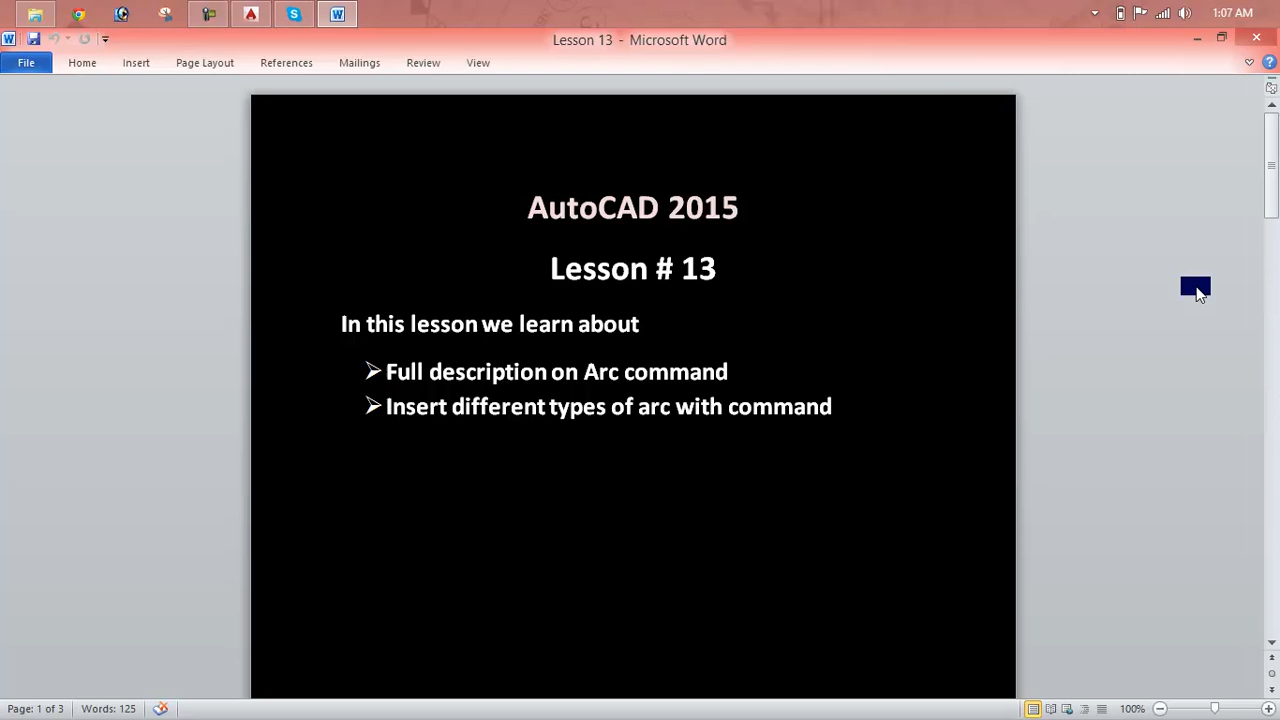 1:07 AM
Lesson 13 - Microsoft Word
File Home Insert Page Layout References Mailings Review View
AutoCAD 2015
Lesson # 13
In this lesson we learn about
➢Full description on Arc command
➢Insert different types of arc with command
Page: 1 of 3 Words: 125 100%